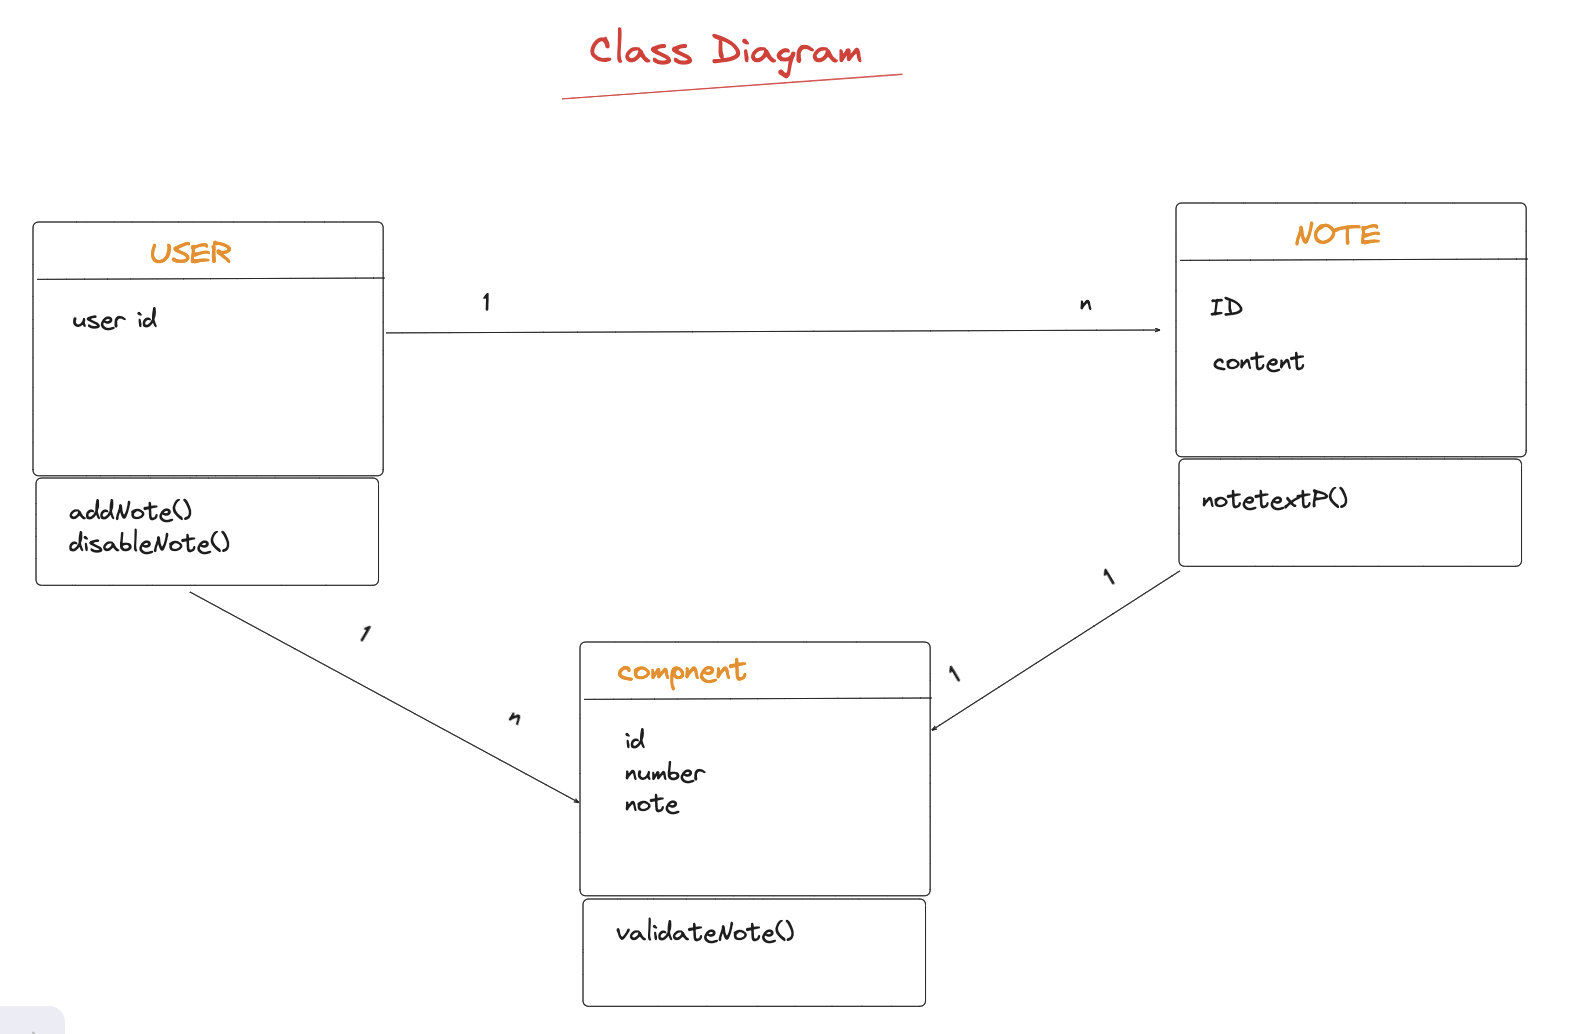 Class Diagram
USER
user id
addNote()
disableNote()
1
n
NOTE
ID
content
notetextP()
1
n
1
1
compnent
id
number
note
validateNote()